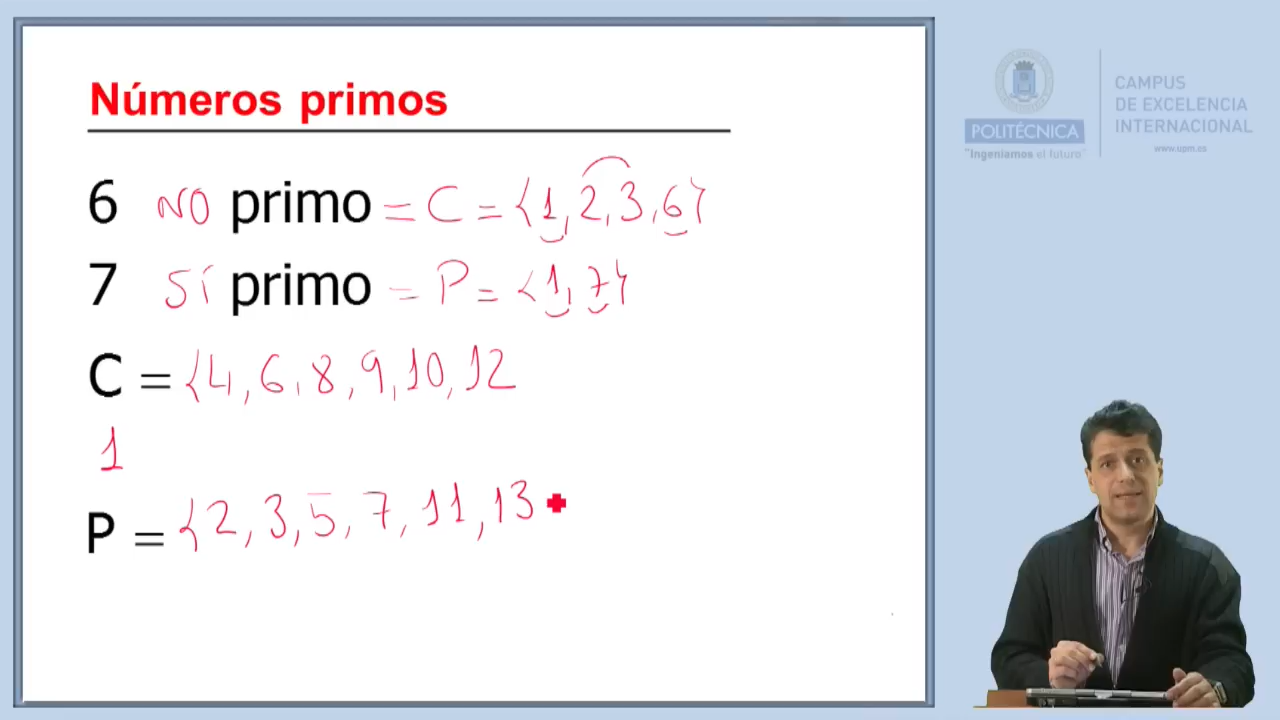 Números primos
6 NO primo = C = {1, 2, 3, 6}
7 SÍ primo = P = {1, 7}
C = {4, 6, 8, 9, 10, 12
1
P = {2, 3, 5, 7, 11, 13
POLITÉCNICA
"Ingeniamos el futuro"
CAMPUS
DE EXCELENCIA
INTERNACIONAL
www.upm.es